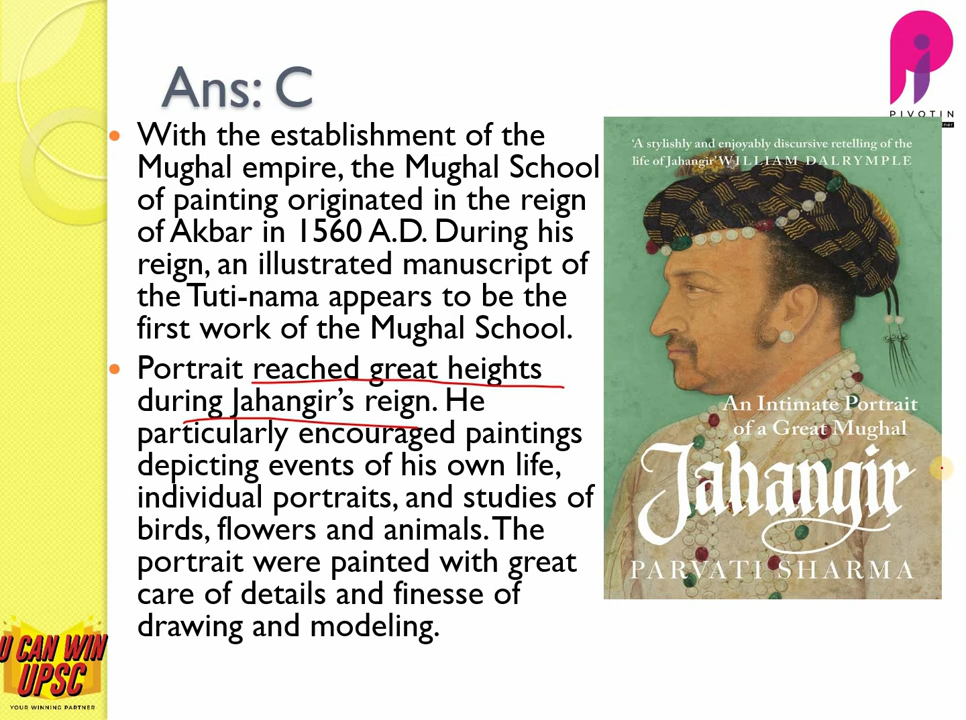 Ans: C
PIVOTIN
With the establishment of the
Mughal empire, the Mughal School
of painting originated in the reign
of Akbar in 1560 A.D. During his
reign, an illustrated manuscript of
the Tuti-nama appears to be the
first work of the Mughal School.
Portrait reached great heights
during Jahangir’s reign. He
particularly encouraged paintings
depicting events of his own life,
individual portraits, and studies of
birds, flowers and animals. The
portrait were painted with great
care of details and finesse of
drawing and modeling.
‘A stylishly and enjoyably discursive retelling of the
life of Jahangir’ WILLIAM DALRYMPLE
An Intimate Portrait
of a Great Mughal
Jahangir
PARVATI SHARMA
U CAN WIN
UPSC
YOUR WINNING PARTNER